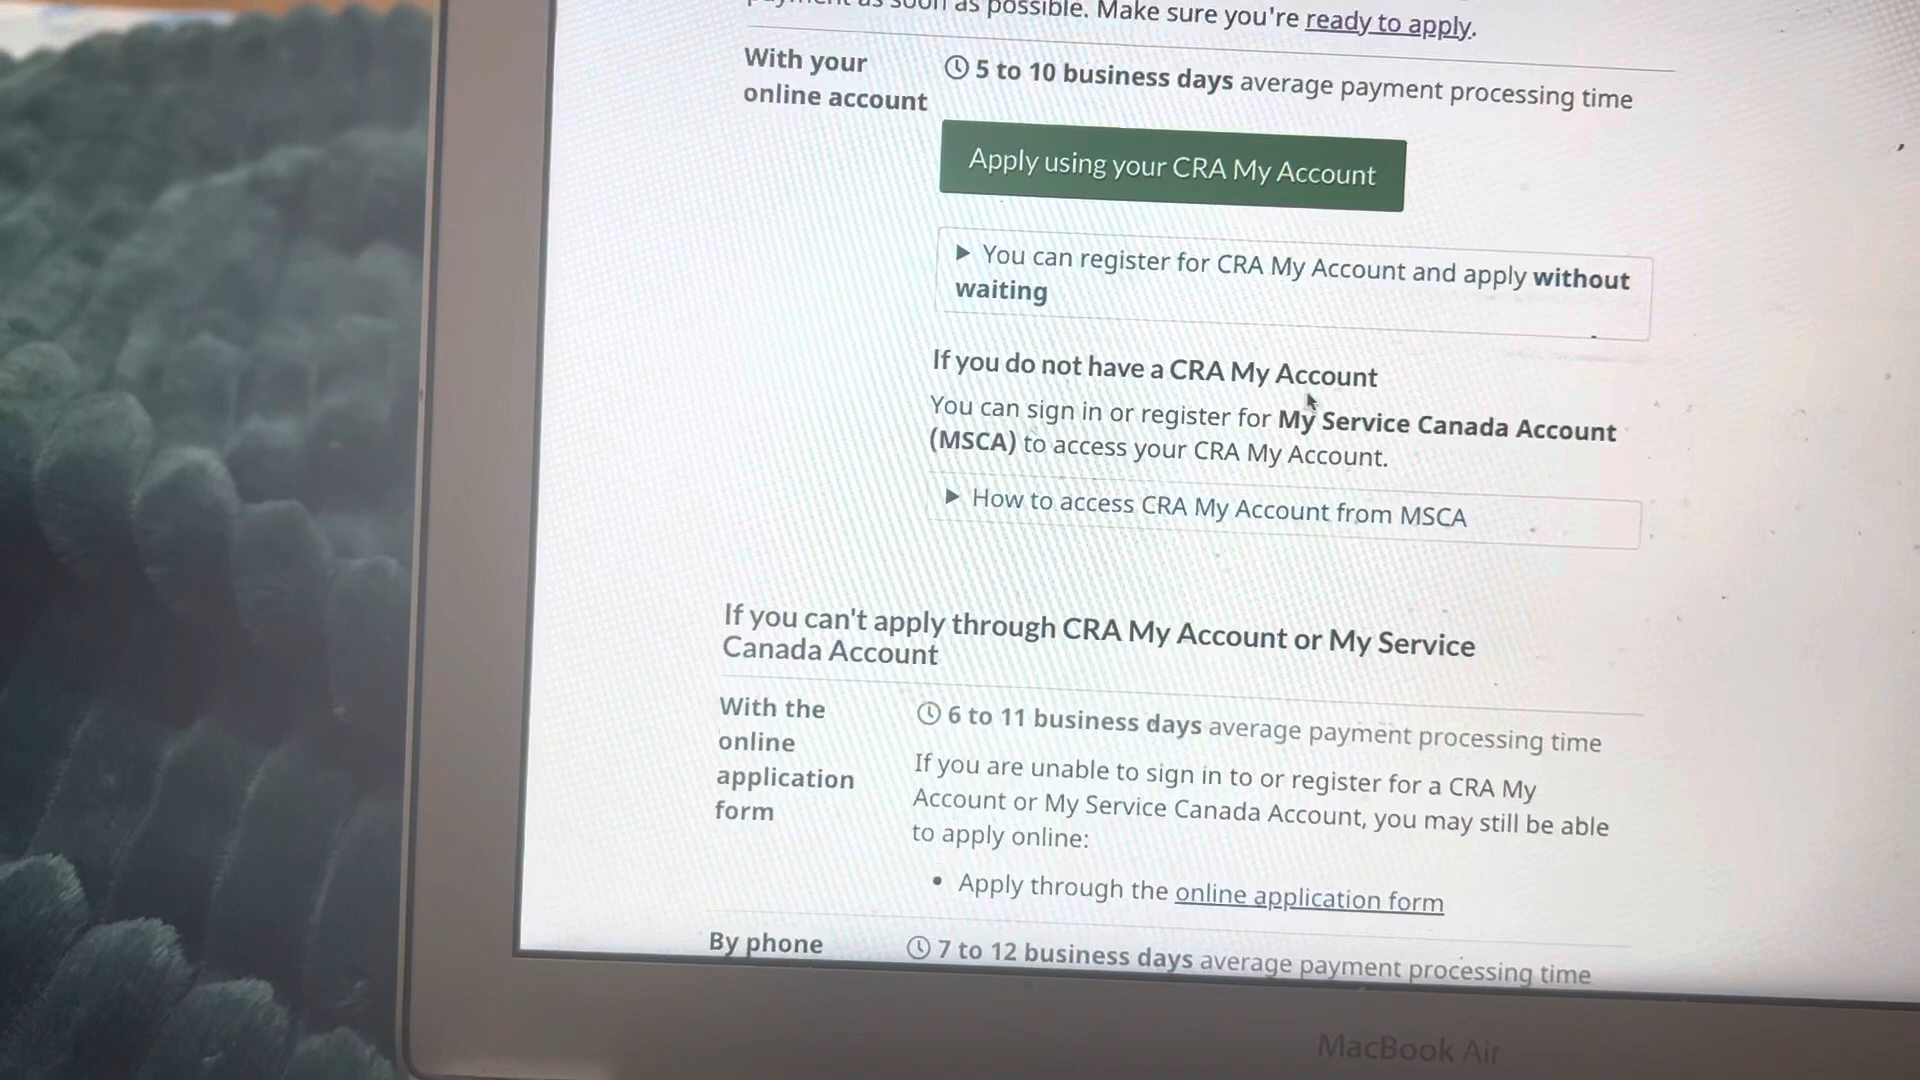 payment as soon as possible. Make sure you're ready to apply.
With your
online account
5 to 10 business days average payment processing time
Apply using your CRA My Account
You can register for CRA My Account and apply without
waiting
If you do not have a CRA My Account
You can sign in or register for My Service Canada Account
(MSCA) to access your CRA My Account.
How to access CRA My Account from MSCA
If you can't apply through CRA My Account or My Service
Canada Account
With the
online
application
form
6 to 11 business days average payment processing time
If you are unable to sign in to or register for a CRA My
Account or My Service Canada Account, you may still be able
to apply online:
• Apply through the online application form
By phone
7 to 12 business days average payment processing time
MacBook Air